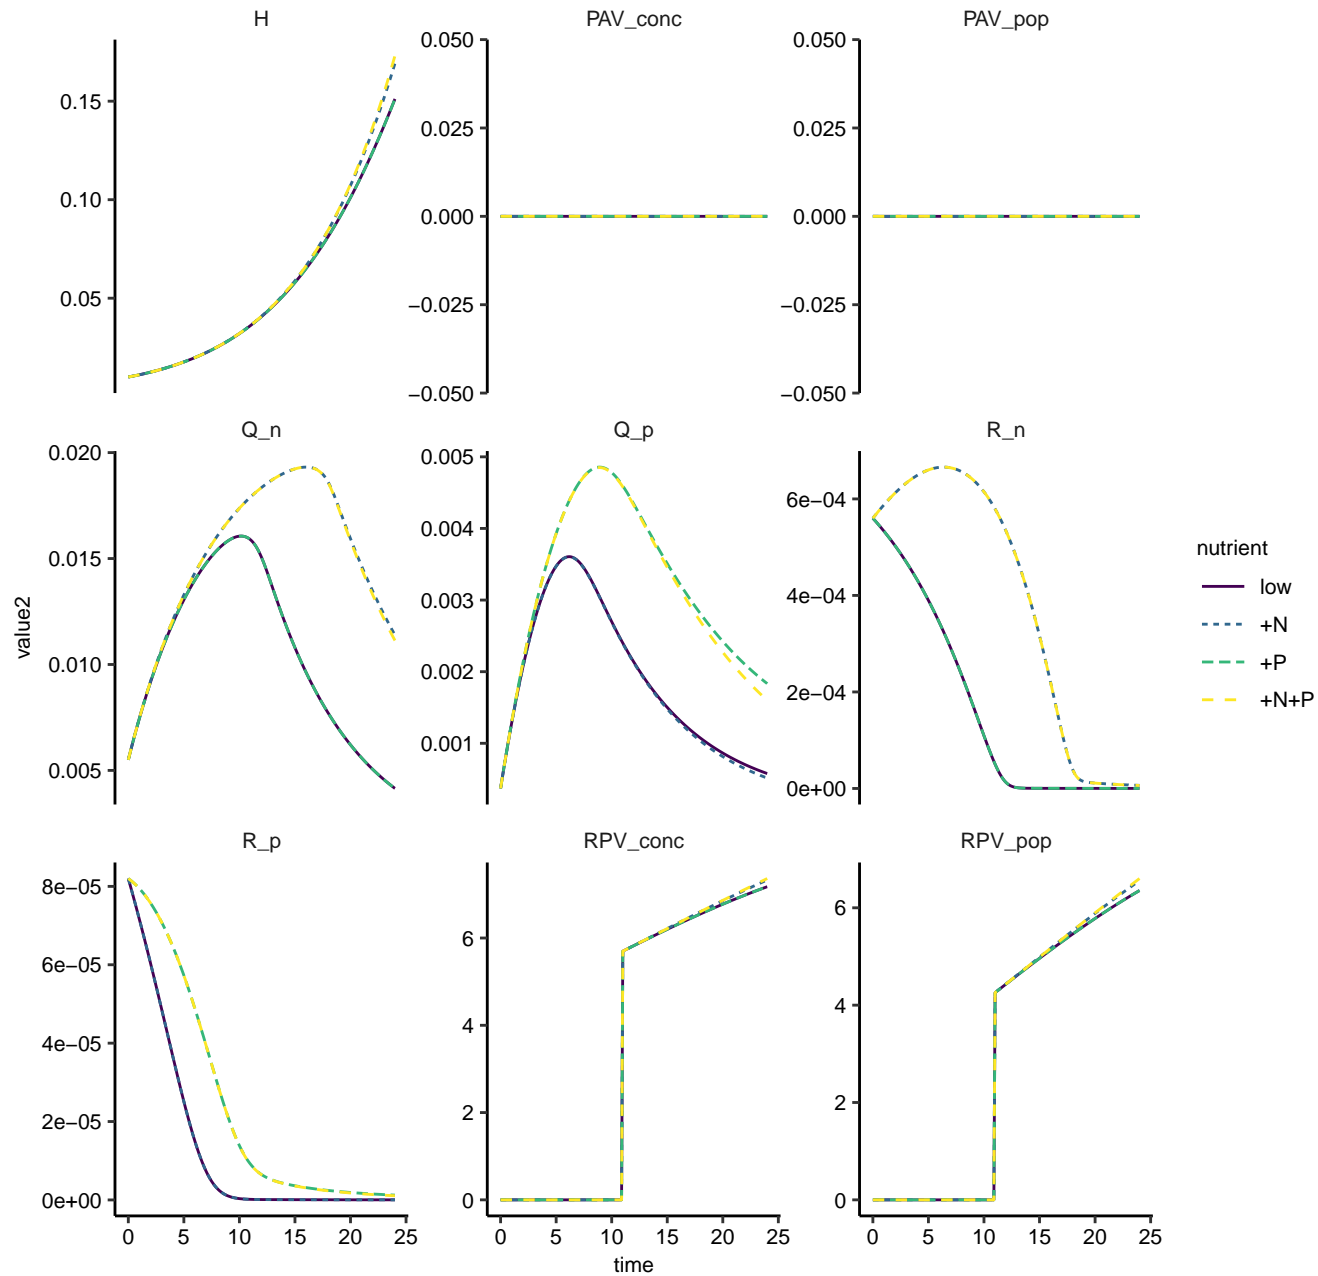 H
PAV_conc
PAV_pop
0.15
0.10
0.05
0.050
0.025
0.000
−0.025
−0.050
0.050
0.025
0.000
−0.025
−0.050
Q_n
Q_p
R_n
0.020
0.015
0.010
0.005
0.005
0.004
0.003
0.002
0.001
6e−04
4e−04
2e−04
0e+00
R_p
RPV_conc
RPV_pop
8e−05
6e−05
4e−05
2e−05
0e+00
6
4
2
0
6
4
2
0
0 5 10 15 20 25
0 5 10 15 20 25
0 5 10 15 20 25
time
value2
nutrient
low
+N
+P
+N+P